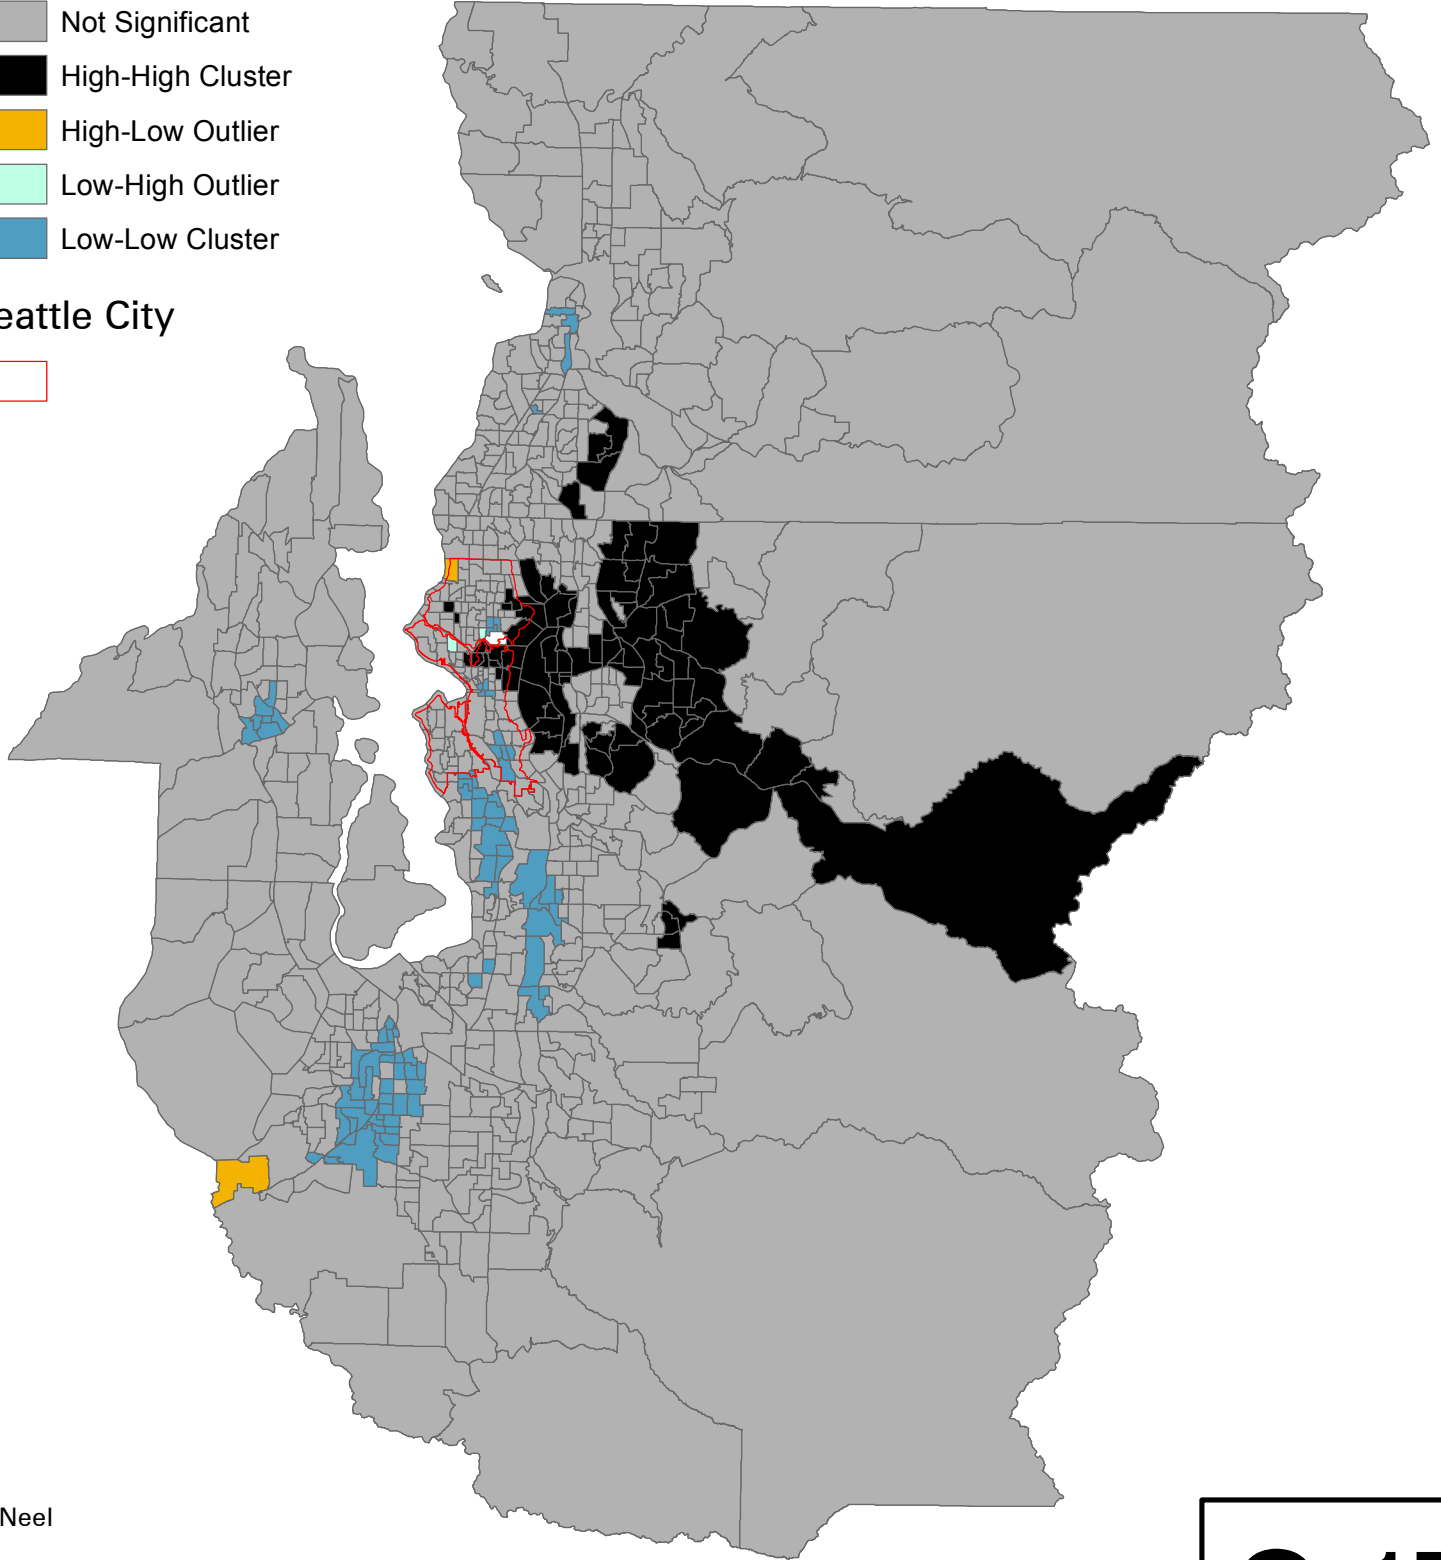 Not Significant
High-High Cluster
High-Low Outlier
Low-High Outlier
Low-Low Cluster
eattle City
Neel